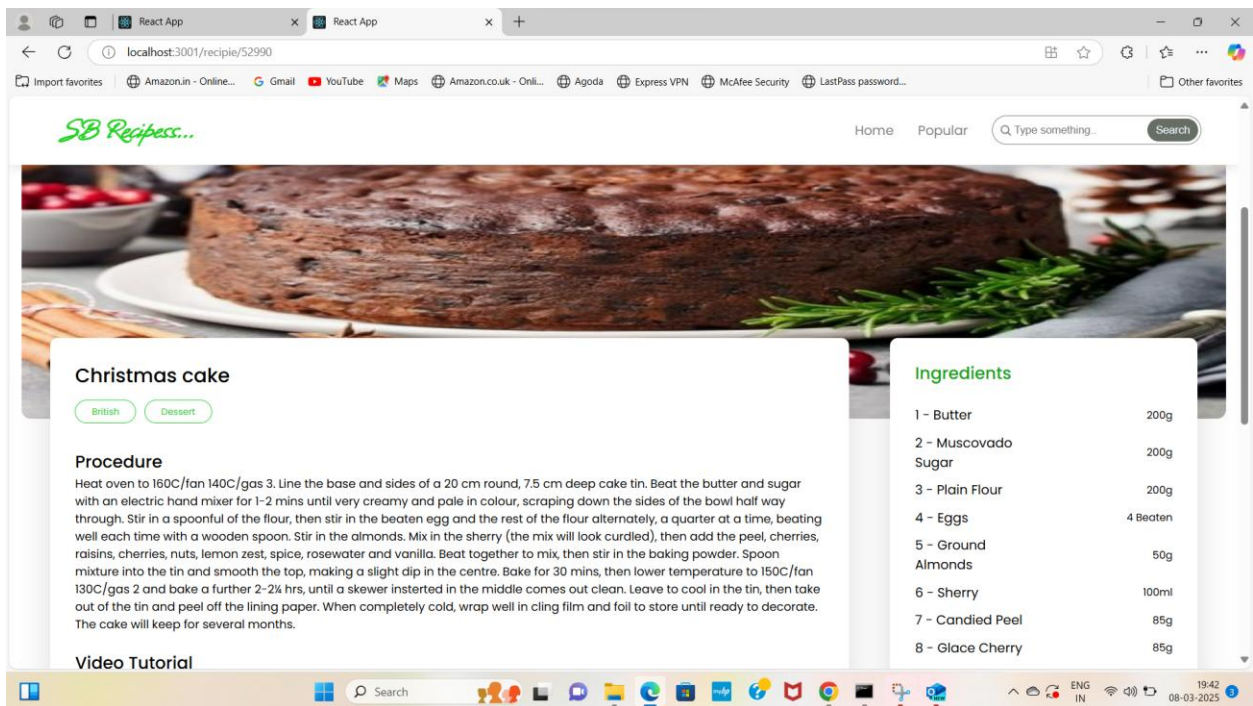 React App
React App
localhost:3001/recipie/52990
Import favorites
Amazon.in - Online...
Gmail
YouTube
Maps
Amazon.co.uk - Onli...
Agoda
Express VPN
McAfee Security
LastPass password...
Other favorites
SB Recipess...
Home
Popular
Type something..
Search
Christmas cake
British
Dessert
Procedure
Heat oven to 160C/fan 140C/gas 3. Line the base and sides of a 20 cm round, 7.5 cm deep cake tin. Beat the butter and sugar
with an electric hand mixer for 1-2 mins until very creamy and pale in colour, scraping down the sides of the bowl half way
through. Stir in a spoonful of the flour, then stir in the beaten egg and the rest of the flour alternately, a quarter at a time, beating
well each time with a wooden spoon. Stir in the almonds. Mix in the sherry (the mix will look curdled), then add the peel, cherries,
raisins, cherries, nuts, lemon zest, spice, rosewater and vanilla. Beat together to mix, then stir in the baking powder. Spoon
mixture into the tin and smooth the top, making a slight dip in the centre. Bake for 30 mins, then lower temperature to 150C/fan
130C/gas 2 and bake a further 2-2¼ hrs, until a skewer insterted in the middle comes out clean. Leave to cool in the tin, then take
out of the tin and peel off the lining paper. When completely cold, wrap well in cling film and foil to store until ready to decorate.
The cake will keep for several months.
Video Tutorial
Ingredients
1 - Butter 200g
2 - Muscovado
Sugar 200g
3 - Plain Flour 200g
4 - Eggs 4 Beaten
5 - Ground
Almonds 50g
6 - Sherry 100ml
7 - Candied Peel 85g
8 - Glace Cherry 85g
Search
ENG
IN
19:42
08-03-2025